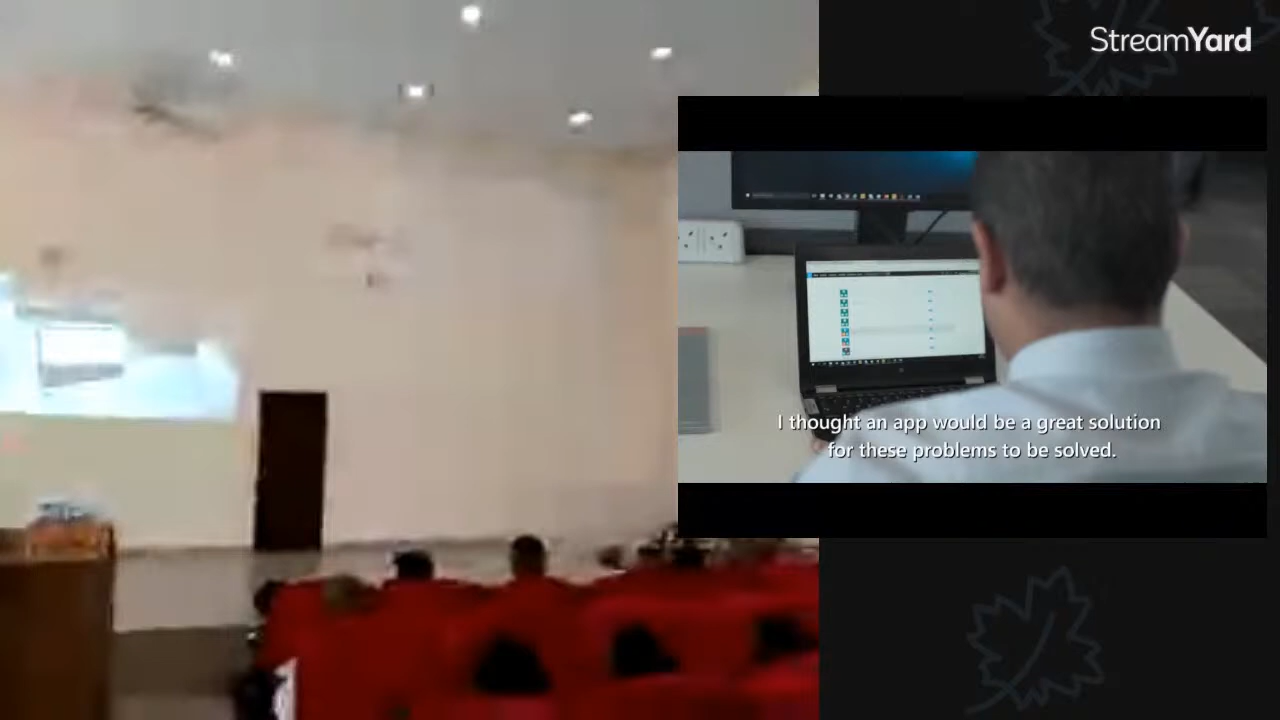 StreamYard
I thought an app would be a great solution
for these problems to be solved.